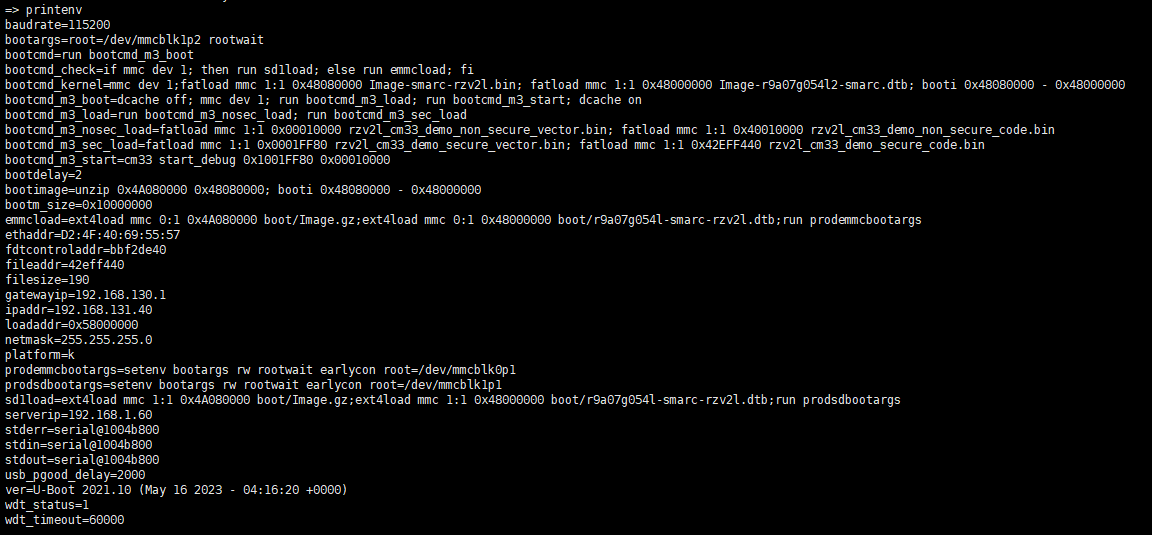 => printenv
baudrate=115200
bootargs=root=/dev/mmcblk1p2 rootwait
bootcmd=run bootcmd_m3_boot
bootcmd_check=if mmc dev 1; then run sd1load; else run emmcload; fi
bootcmd_kernel=mmc dev 1;fatload mmc 1:1 0x48080000 Image-smarc-rzv2l.bin; fatload mmc 1:1 0x48000000 Image-r9a07g054l2-smarc.dtb; booti 0x48080000 - 0x48000000
bootcmd_m3_boot=dcache off; mmc dev 1; run bootcmd_m3_load; run bootcmd_m3_start; dcache on
bootcmd_m3_load=run bootcmd_m3_nosec_load; run bootcmd_m3_sec_load
bootcmd_m3_nosec_load=fatload mmc 1:1 0x00010000 rzv2l_cm33_demo_non_secure_vector.bin; fatload mmc 1:1 0x40010000 rzv2l_cm33_demo_non_secure_code.bin
bootcmd_m3_sec_load=fatload mmc 1:1 0x0001FF80 rzv2l_cm33_demo_secure_vector.bin; fatload mmc 1:1 0x42EFF440 rzv2l_cm33_demo_secure_code.bin
bootcmd_m3_start=cm33 start_debug 0x1001FF80 0x00010000
bootdelay=2
bootimage=unzip 0x4A080000 0x48080000; booti 0x48080000 - 0x48000000
bootm_size=0x10000000
emmcload=ext4load mmc 0:1 0x4A080000 boot/Image.gz;ext4load mmc 0:1 0x48000000 boot/r9a07g054l-smarc-rzv2l.dtb;run prodemmcbootargs
ethaddr=D2:4F:40:69:55:57
fdtcontroladdr=bbf2de40
fileaddr=42eff440
filesize=190
gatewayip=192.168.130.1
ipaddr=192.168.131.40
loadaddr=0x58000000
netmask=255.255.255.0
platform=k
prodemmcbootargs=setenv bootargs rw rootwait earlycon root=/dev/mmcblk0p1
prodsdbootargs=setenv bootargs rw rootwait earlycon root=/dev/mmcblk1p1
sd1load=ext4load mmc 1:1 0x4A080000 boot/Image.gz;ext4load mmc 1:1 0x48000000 boot/r9a07g054l-smarc-rzv2l.dtb;run prodsdbootargs
serverip=192.168.1.60
stderr=serial@1004b800
stdin=serial@1004b800
stdout=serial@1004b800
usb_pgood_delay=2000
ver=U-Boot 2021.10 (May 16 2023 - 04:16:20 +0000)
wdt_status=1
wdt_timeout=60000